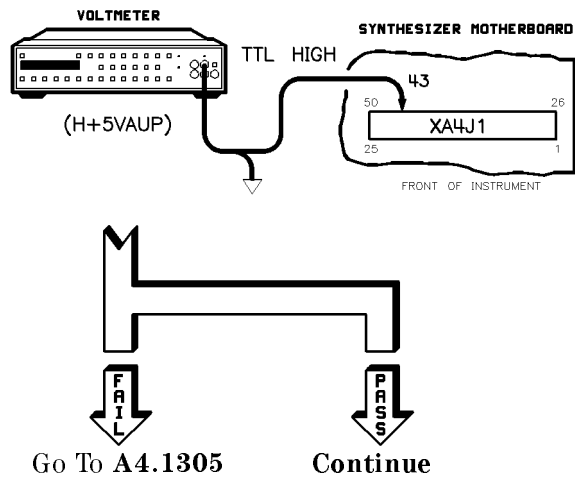 VOLTMETER
SYNTHESIZER MOTHERBOARD
TTL HIGH
43
50 26
(H+5VAUP)
XA4J1
25 1
FRONT OF INSTRUMENT
FAIL
PASS
Go To A4.1305
Continue